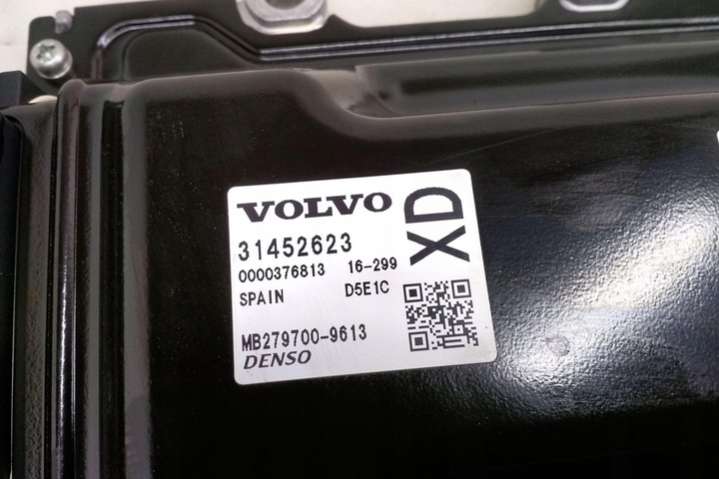 VOLVO
XD
31452623
0000376813 16-299
SPAIN D5E1C
MB279700-9613
DENSO